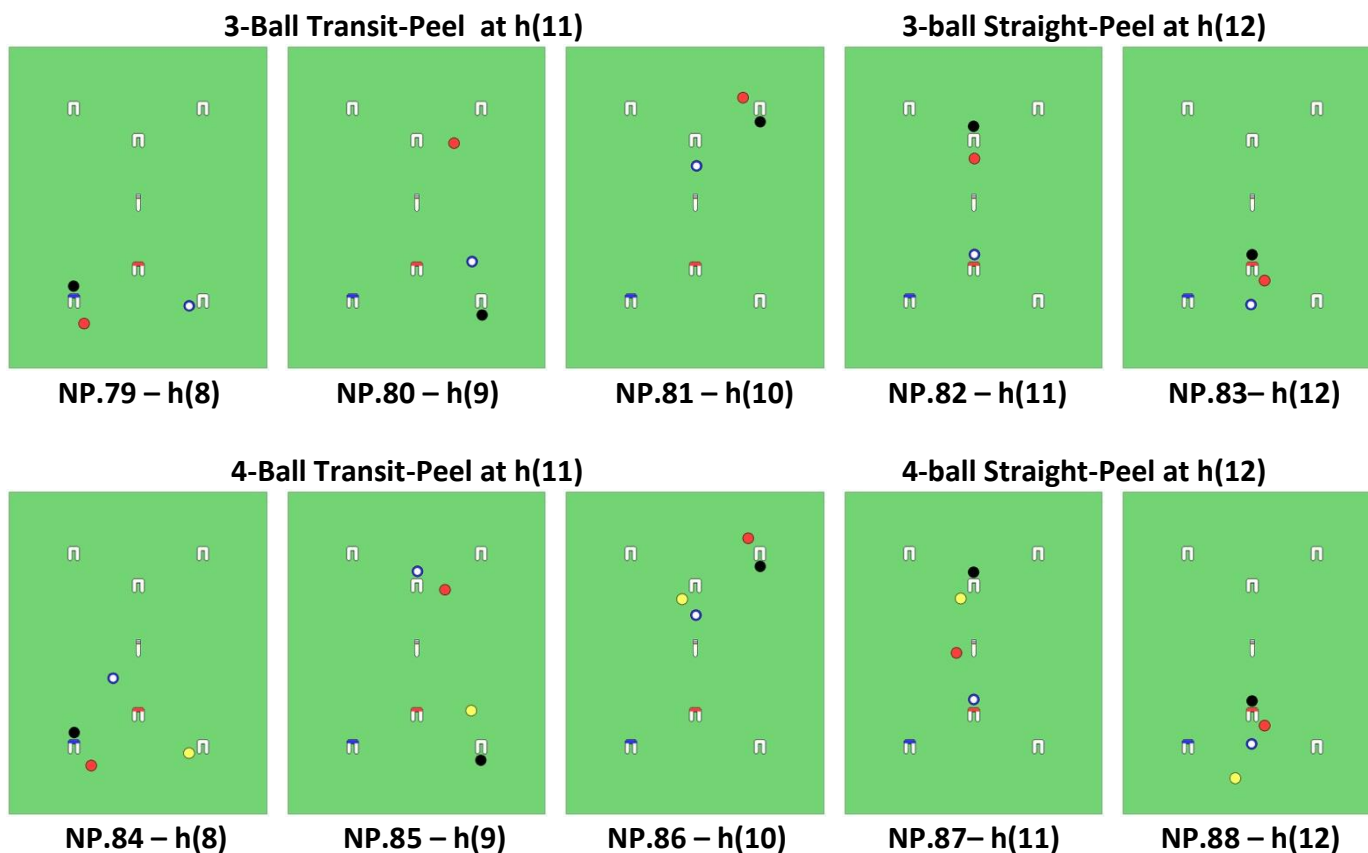 3-Ball Transit-Peel at h(11)
3-ball Straight-Peel at h(12)
NP.79 – h(8)
NP.80 – h(9)
NP.81 – h(10)
NP.82 – h(11)
NP.83– h(12)
4-Ball Transit-Peel at h(11)
4-ball Straight-Peel at h(12)
NP.84 – h(8)
NP.85 – h(9)
NP.86 – h(10)
NP.87– h(11)
NP.88 – h(12)